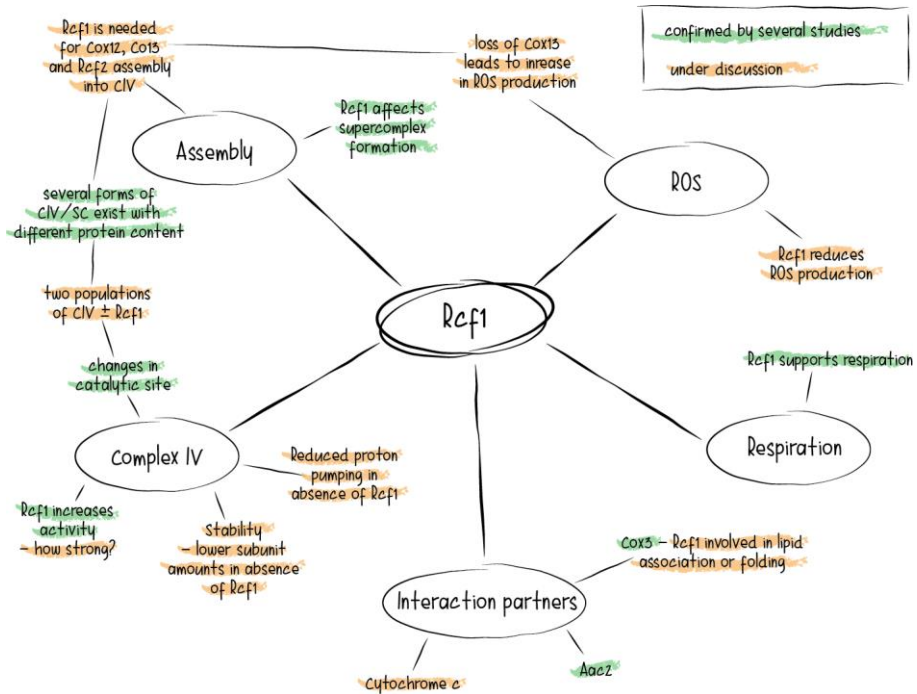 Rcf1 is needed
for Cox12, Co13
and Rcf2 assembly
into CIV
loss of Cox13
leads to inrease
in ROS production
confirmed by several studies
under discussion
Assembly
Rcf1 affects
supercomplex
formation
ROS
several forms of
CIV/SC exist with
different protein content
Rcf1 reduces
ROS production
two populations
of CIV ± Rcf1
Rcf1
changes in
catalytic site
Rcf1 supports respiration
Complex IV
Reduced proton
pumping in
absence of Rcf1
Respiration
Rcf1 increases
activity
– how strong?
Stability
– lower subunit
amounts in absence
of Rcf1
Cox3 – Rcf1 involved in lipid
association or folding
Interaction partners
Cytochrome c
Aac2